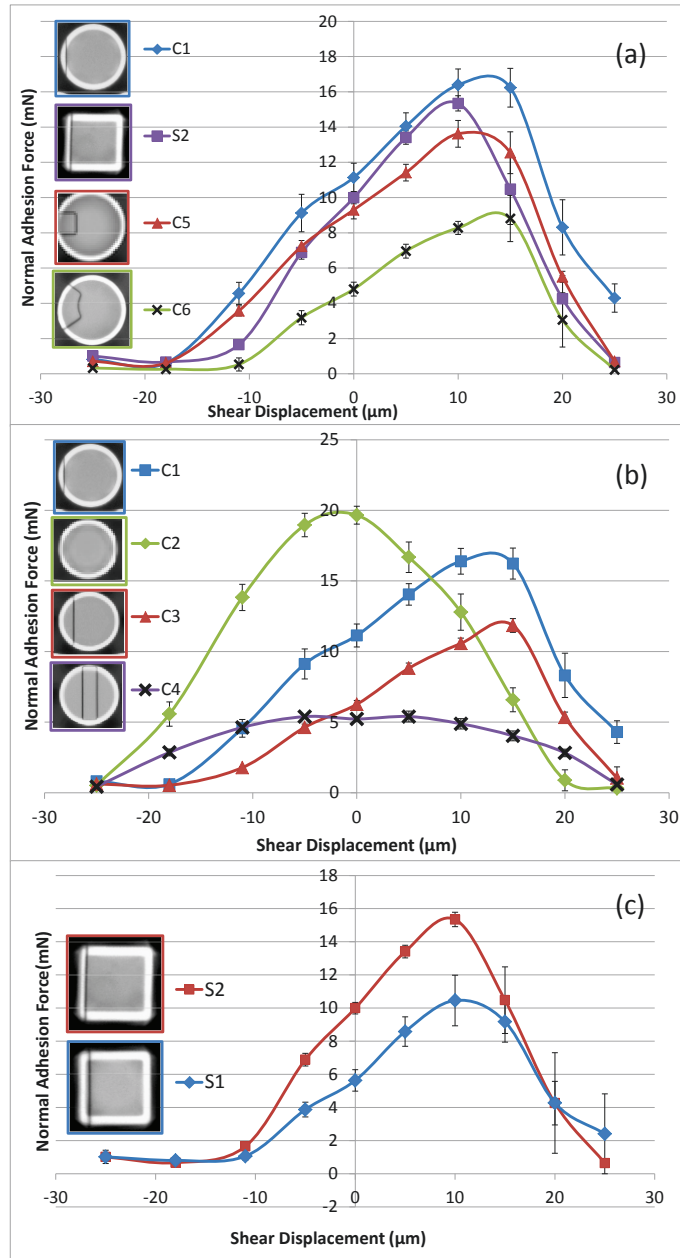 (a)
C1
S2
C5
C6
Normal Adhesion Force (mN)
20
18
16
14
12
10
8
6
4
2
0
-30 -20 -10 0 10 20 30
Shear Displacement (µm)
(b)
C1
C2
C3
C4
Normal Adhesion Force (mN)
25
20
15
10
5
0
-30 -20 -10 0 10 20 30
Shear Displacement (µm)
(c)
S2
S1
Normal Adhesion Force(mN)
18
16
14
12
10
8
6
4
2
0
-2
-30 -20 -10 0 10 20 30
Shear Displacement (µm)